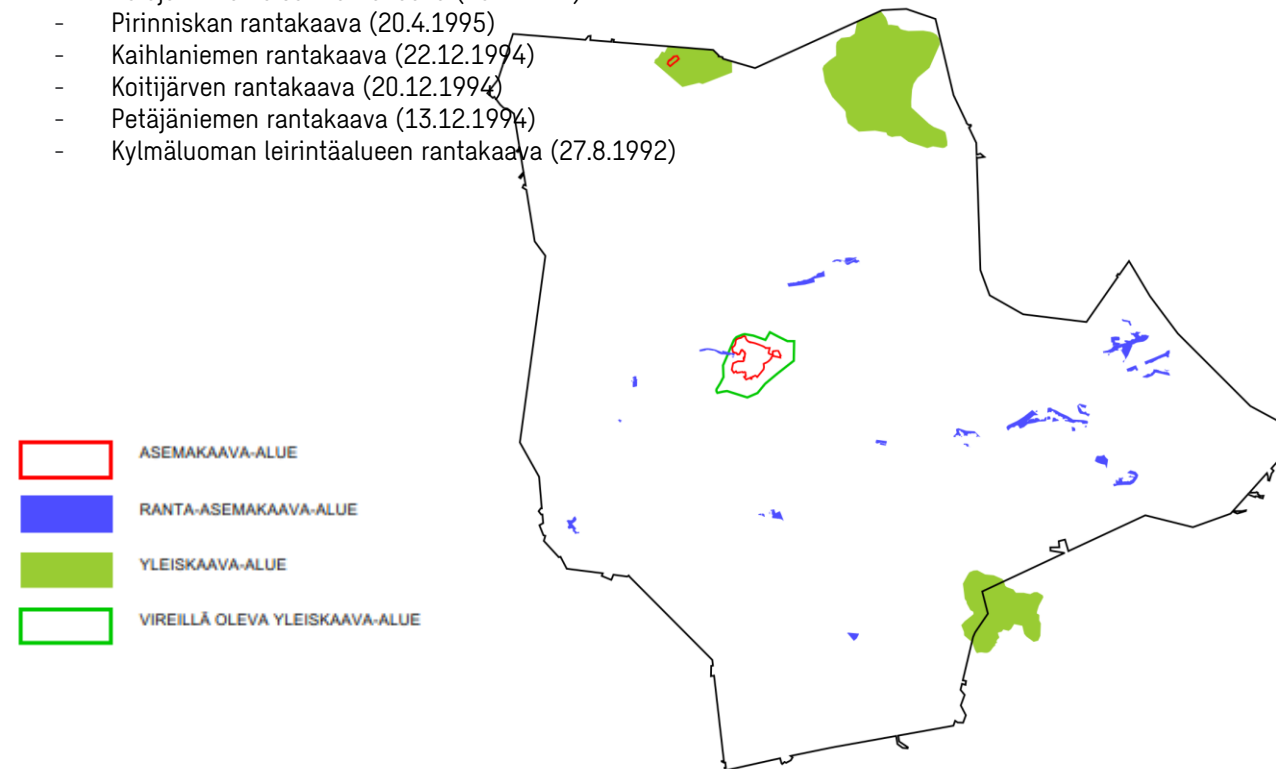 - Pirinniskan rantakaava (20.4.1995)
- Kaihlaniemen rantakaava (22.12.1994)
- Koitijärven rantakaava (20.12.1994)
- Petäjäniemen rantakaava (13.12.1994)
- Kylmäluoman leirintäalueen rantakaava (27.8.1992)
ASEMAKAAVA-ALUE
RANTA-ASEMAKAAVA-ALUE
YLEISKAAVA-ALUE
VIREILLÄ OLEVA YLEISKAAVA-ALUE